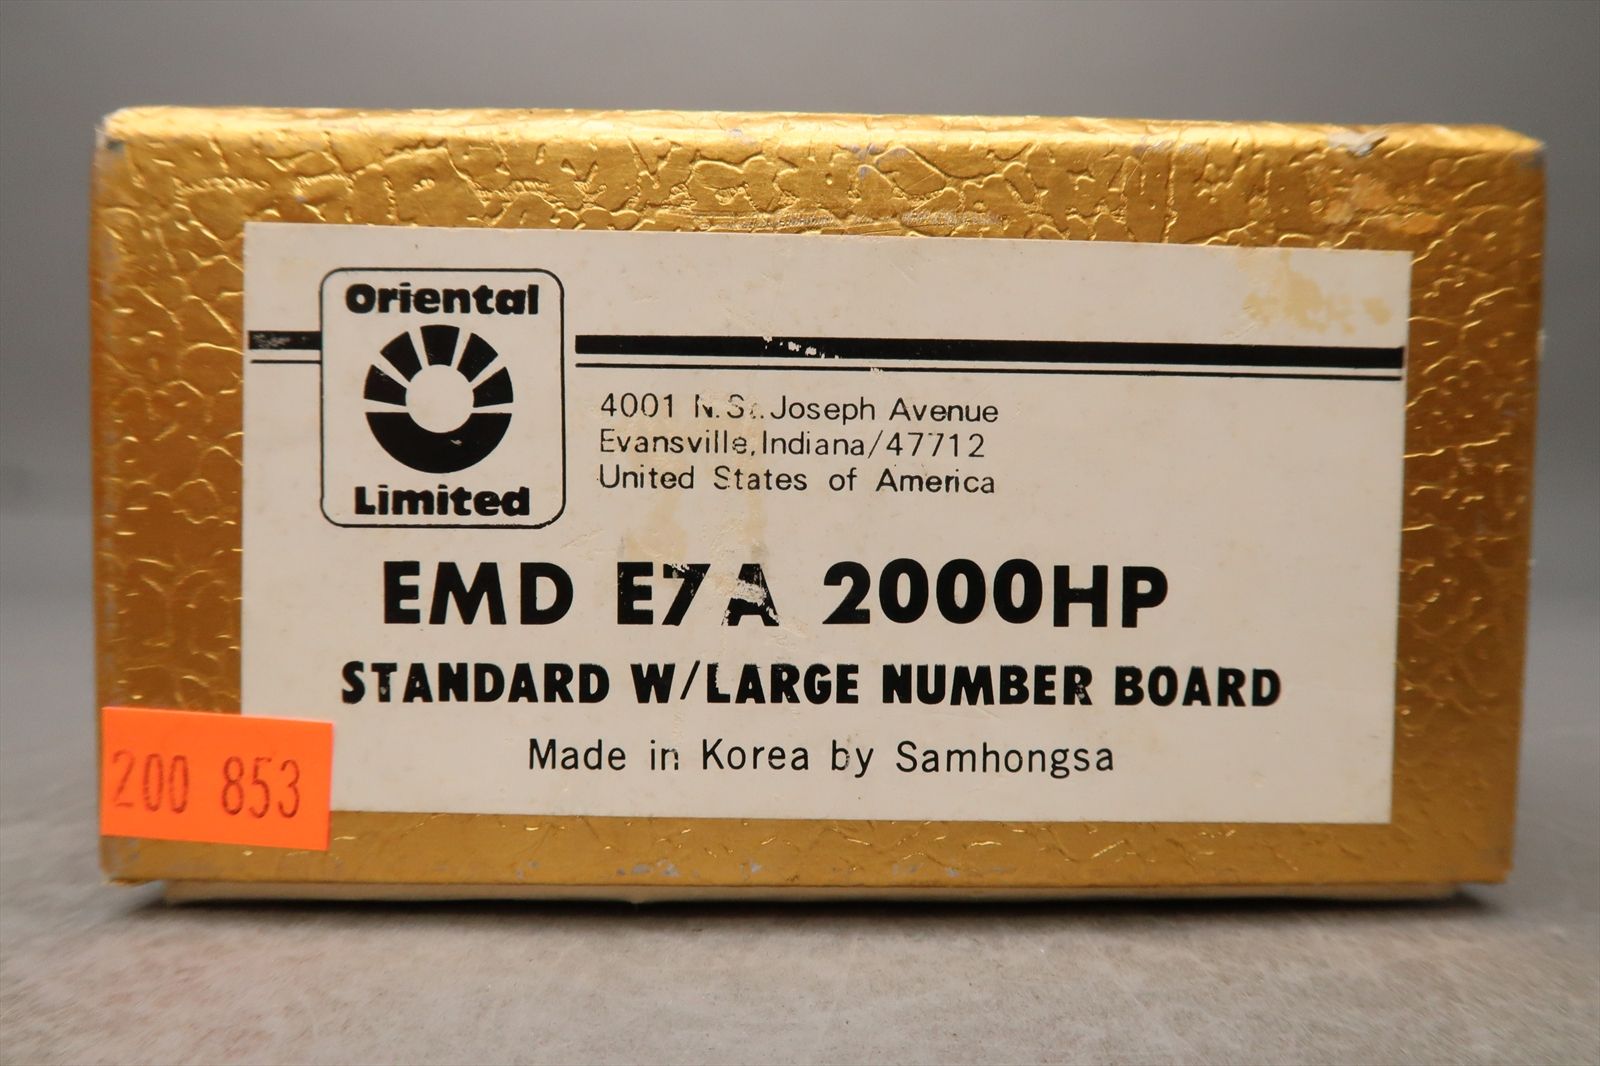 Oriental
Limited
4001 N. St. Joseph Avenue
Evansville, Indiana/47712
United States of America
EMD E7A 2000HP
STANDARD W/LARGE NUMBER BOARD
Made in Korea by Samhongsa
200 853